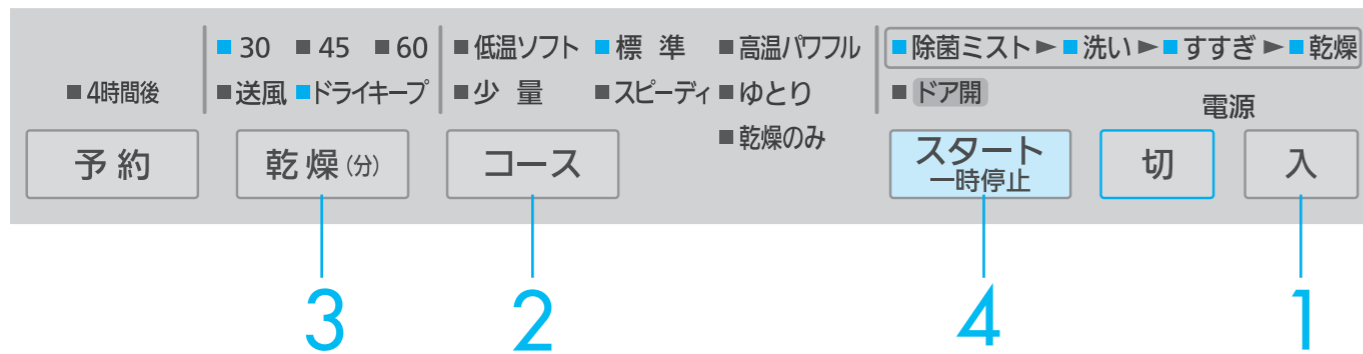 ■4時間後
■30 ■45 ■60
■送風 ■ドライキープ
■低温ソフト ■標 準 ■高温パワフル
■少 量 ■スピーディ ■ゆとり
■乾燥のみ
■除菌ミスト►■洗い►■すすぎ►■乾燥
■ドア開
電源
予 約
乾 燥 (分)
コース
スタート
一時停止
切
入
3
2
4
1